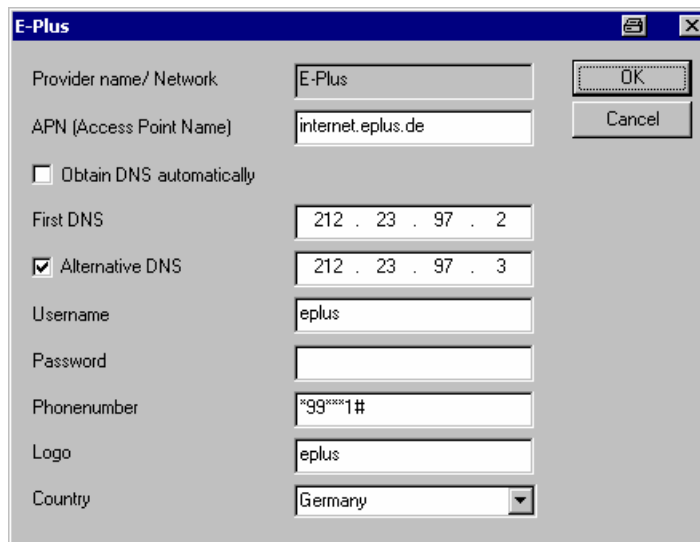 E-Plus
Provider name/ Network E-Plus OK
APN (Access Point Name) internet.eplus.de Cancel
Obtain DNS automatically
First DNS 212 . 23 . 97 . 2
Alternative DNS 212 . 23 . 97 . 3
Username eplus
Password
Phonenumber *99***1#
Logo eplus
Country Germany